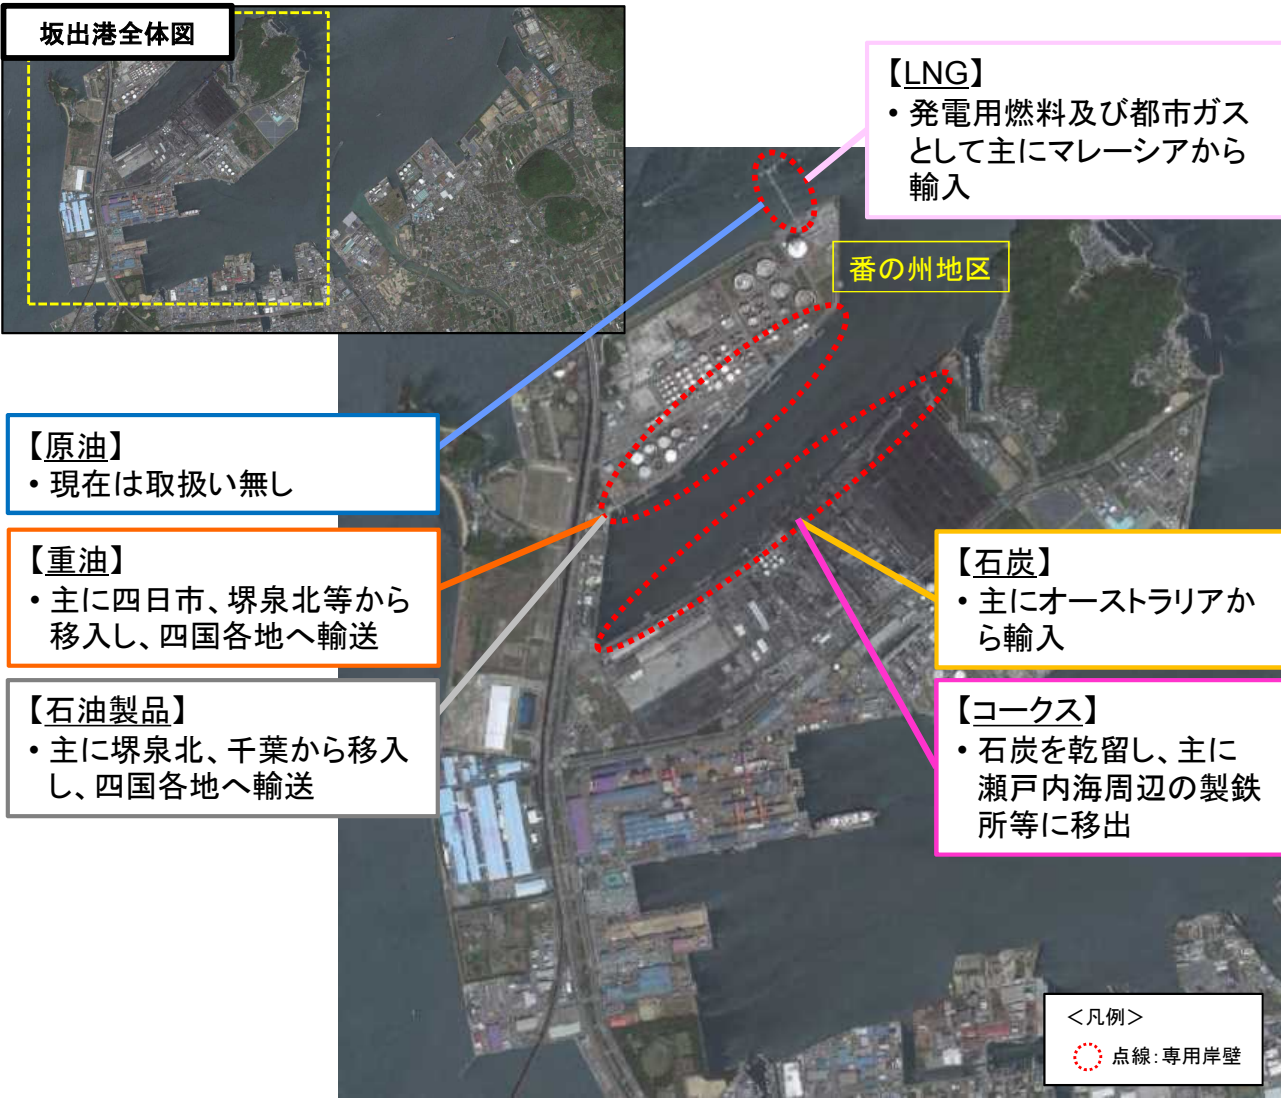 坂出港全体図
【LNG】
・発電用燃料及び都市ガス
として主にマレーシアから
輸入
番の州地区
【原油】
・現在は取扱い無し
【重油】
・主に四日市、堺泉北等から
移入し、四国各地へ輸送
【石油製品】
・主に堺泉北、千葉から移入
し、四国各地へ輸送
【石炭】
・主にオーストラリアか
ら輸入
【コークス】
・石炭を乾留し、主に
瀬戸内海周辺の製鉄
所等に移出
＜凡例＞
点線：専用岸壁